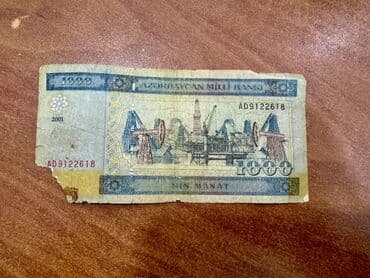 1000 AZƏRBAYCAN MİLLİ BANKI
AD9122618
2001
AD9122618
1000
MİN MANAT